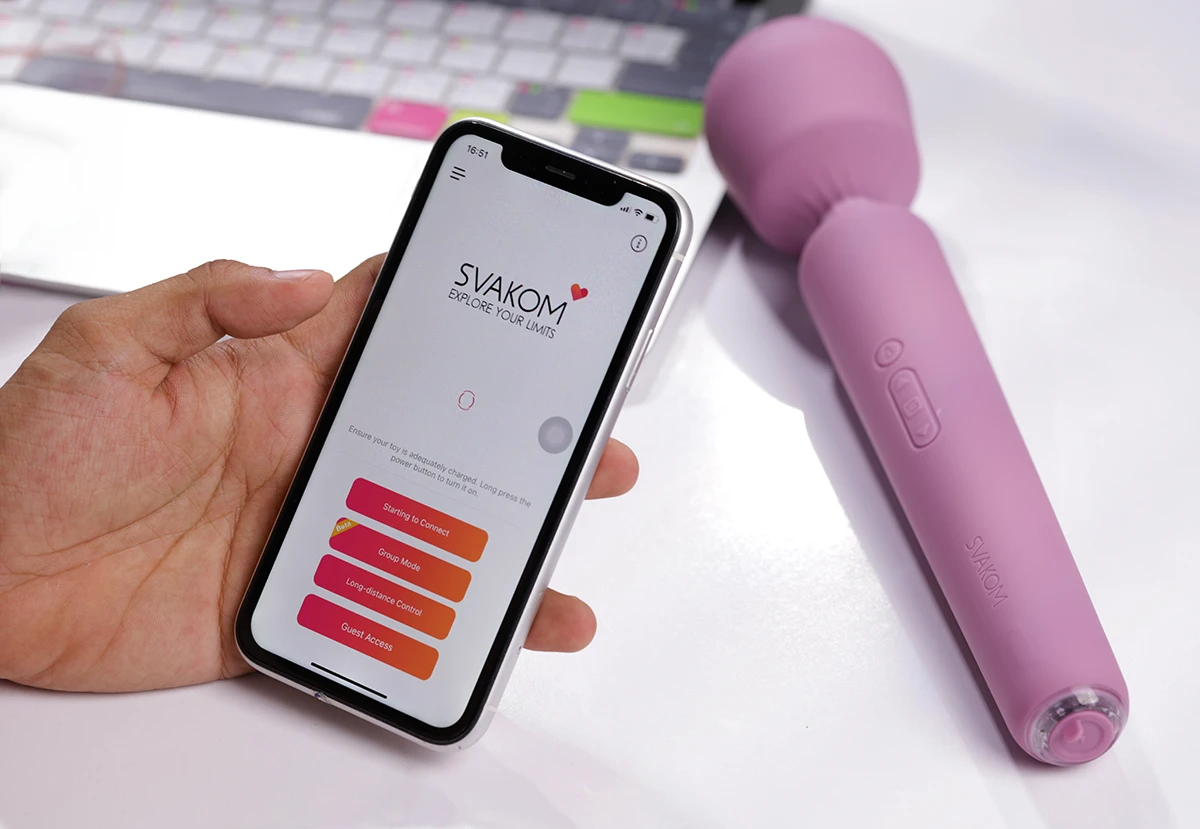 16:51
SVAKOM
EXPLORE YOUR LIMITS
Ensure your toy is adequately charged. Long press the
power button to turn it on.
Starting to Connect
Beta
Group Mode
Long-distance Control
Guest Access
SVAKOM